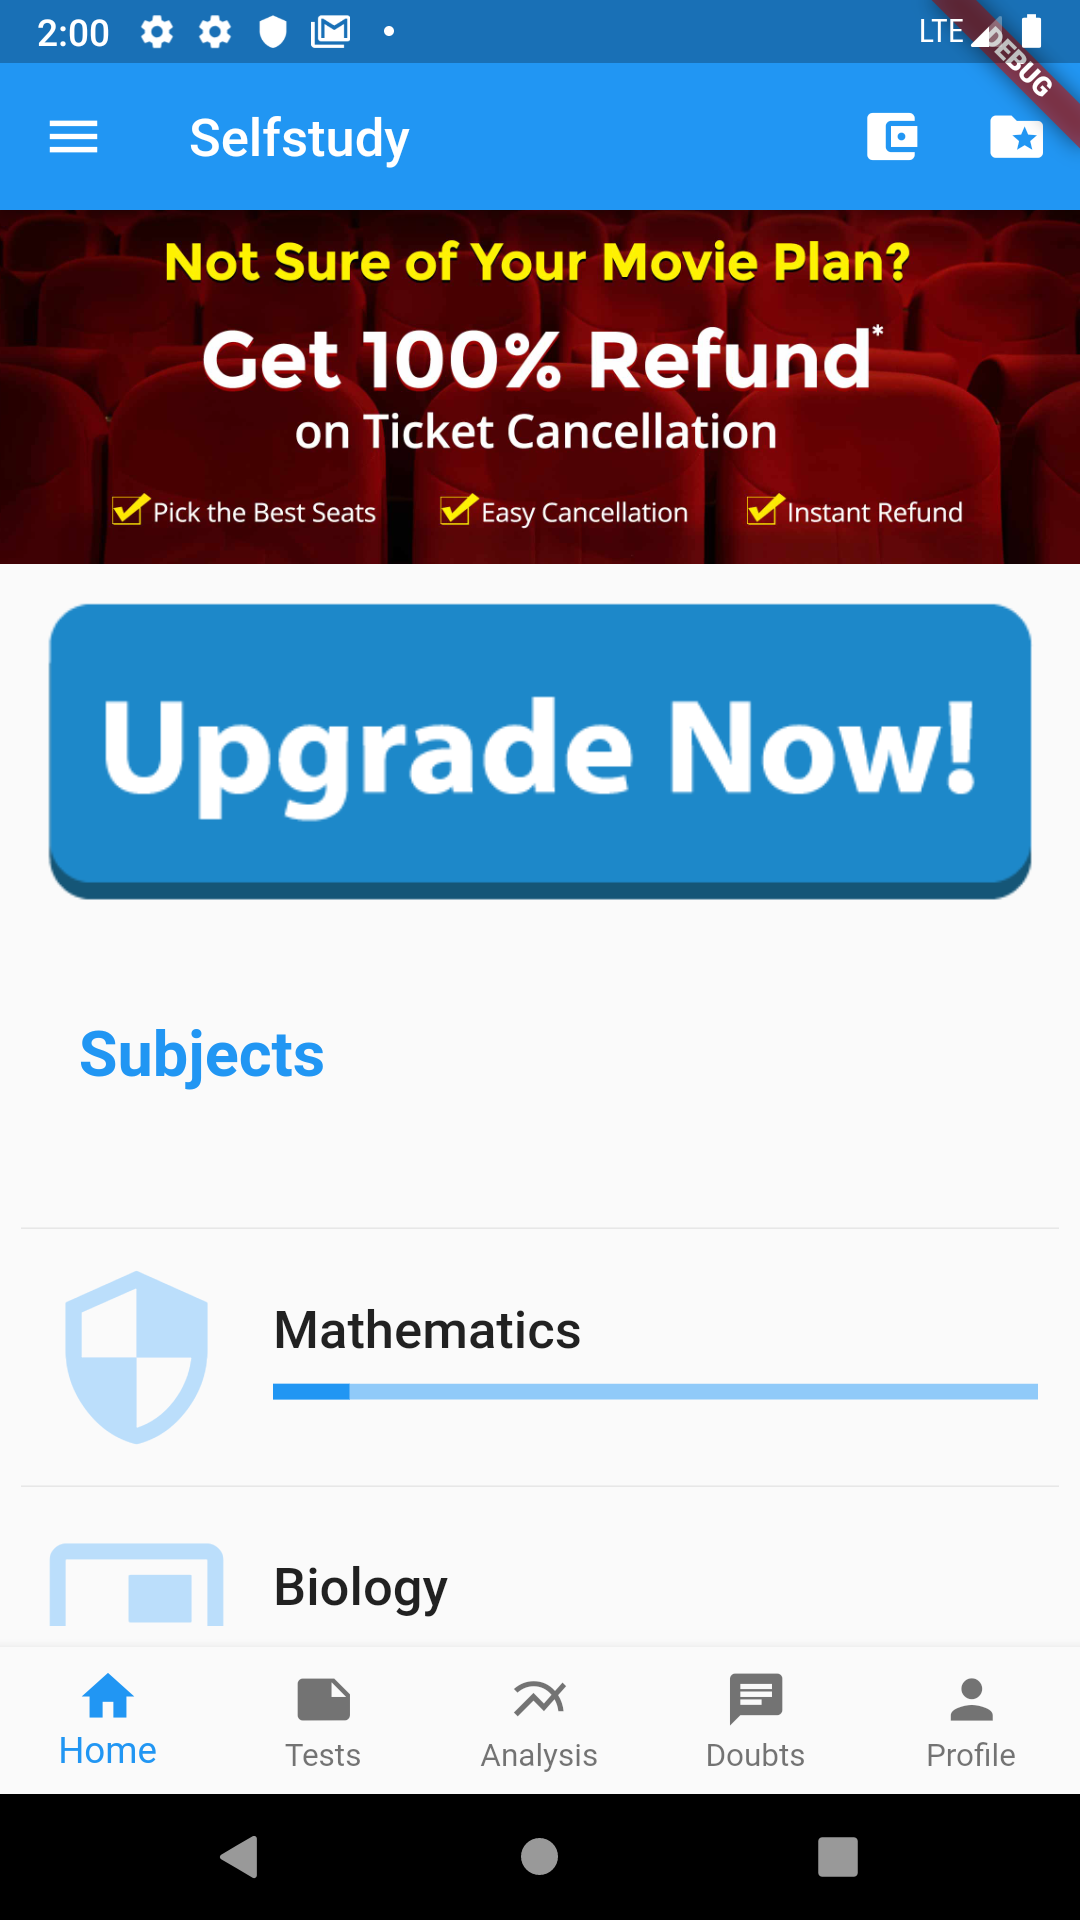 2:00
LTE
DEBUG
Selfstudy
Not Sure of Your Movie Plan?
Get 100% Refund*
on Ticket Cancellation
Pick the Best Seats Easy Cancellation Instant Refund
Upgrade Now!
Subjects
Mathematics
Biology
Home Tests Analysis Doubts Profile